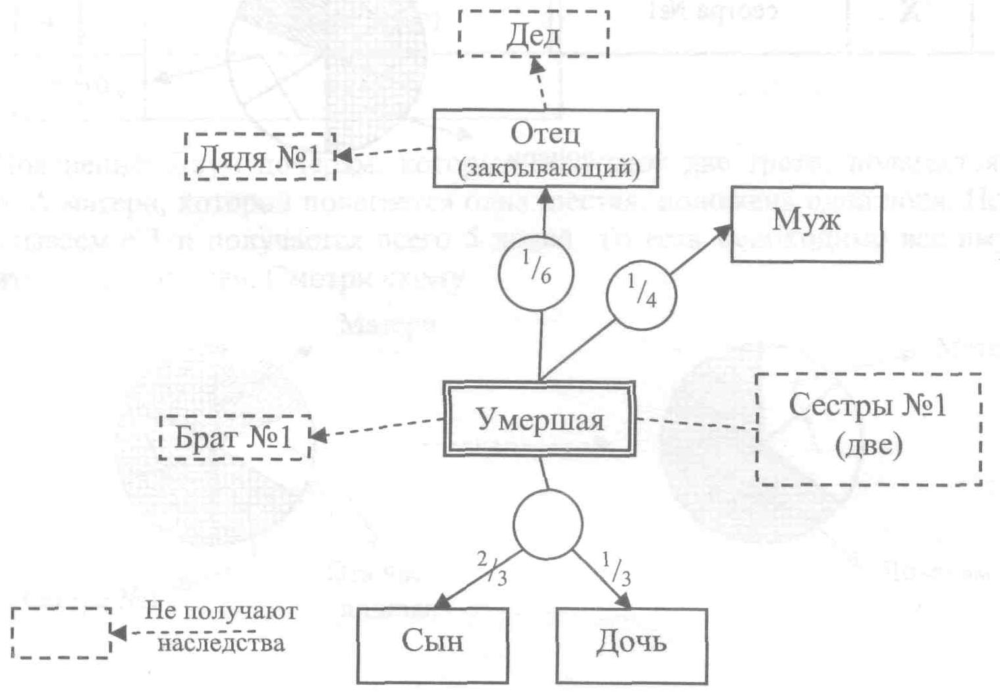 Дед
Отец
(закрывающий)
Дядя №1
Муж
1/6
1/4
Умершая
Сестры №1
(две)
Брат №1
2/3
1/3
Не получают
наследства
Сын
Дочь